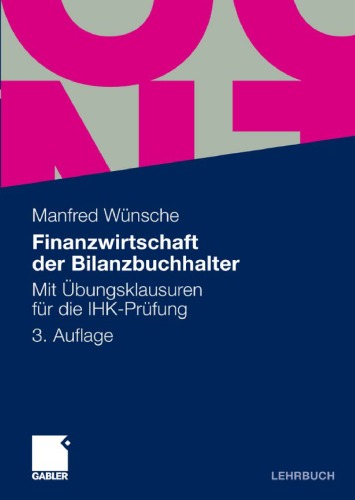 Manfred Wünsche
Finanzwirtschaft
der Bilanzbuchhalter
Mit Übungsklausuren
für die IHK-Prüfung
3. Auflage
GABLER
LEHRBUCH